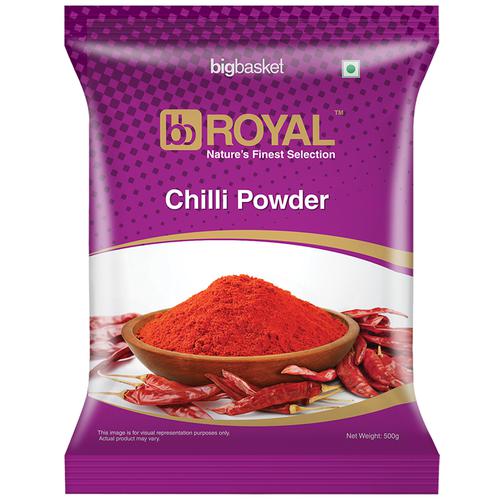 bigbasket
bb ROYAL™
Nature's Finest Selection
Chilli Powder
This image is for visual representation purposes only.
Actual product may vary.
Net Weight: 500g